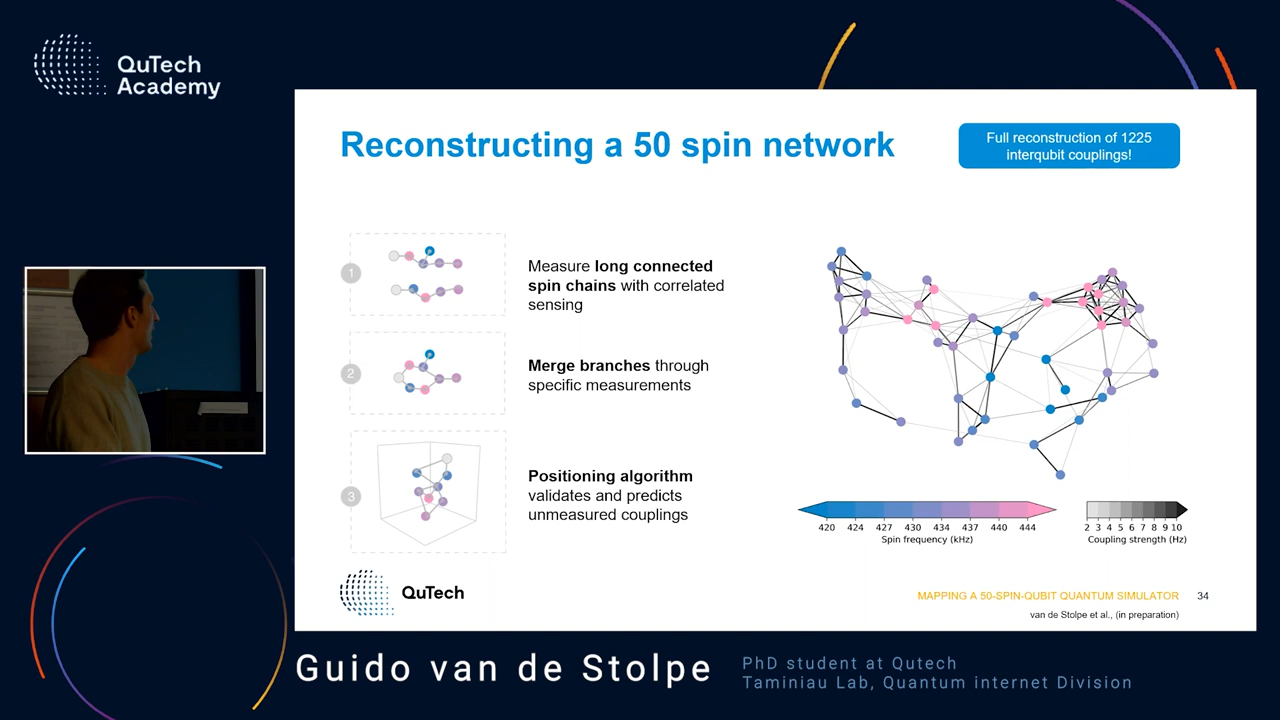 QuTech
Academy
Reconstructing a 50 spin network
Full reconstruction of 1225
interqubit couplings!
1
Measure long connected
spin chains with correlated
sensing
2
Merge branches through
specific measurements
3
Positioning algorithm
validates and predicts
unmeasured couplings
420 424 427 430 434 437 440 444
Spin frequency (kHz)
2 3 4 5 6 7 8 9 10
Coupling strength (Hz)
QuTech
MAPPING A 50-SPIN-QUBIT QUANTUM SIMULATOR
34
van de Stolpe et al., (in preparation)
Guido van de Stolpe
PhD student at Qutech
Taminiau Lab, Quantum internet Division